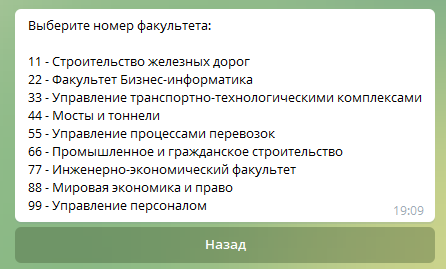 Выберите номер факультета:
11 - Строительство железных дорог
22 - Факультет Бизнес-информатика
33 - Управление транспортно-технологическими комплексами
44 - Мосты и тоннели
55 - Управление процессами перевозок
66 - Промышленное и гражданское строительство
77 - Инженерно-экономический факультет
88 - Мировая экономика и право
99 - Управление персоналом
19:09
Назад